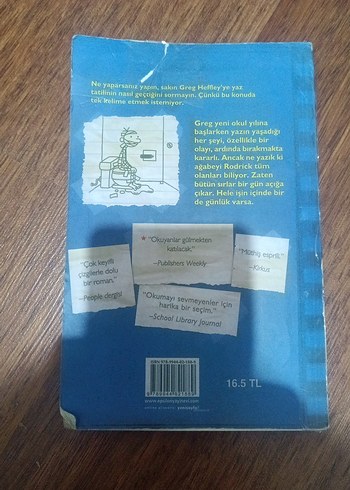 Ne yaparsanız yapın, sakın Greg Heffley'ye yaz
tatilinin nasıl geçtiğini sormayın. Çünkü bu konuda
tek kelime etmek istemiyor.
Greg yeni okul yılına
başlarken yazın yaşadığı
her şeyi, özellikle bir
olayı, ardında bırakmakta
kararlı. Ancak ne yazık ki
ağabeyi Rodrick tüm
olanları biliyor. Zaten
bütün sırlar bir gün açığa
çıkar. Hele işin içinde bir
de günlük varsa.
"Okuyanlar gülmekten
katılacak."
—Publishers Weekly
"Çok keyifli
çizgilerle dolu
bir roman."
—People dergisi
"Müthiş esprili."
—Kirkus
"Okumayı sevmeyenler için
harika bir seçim."
—School Library Journal
16.5 TL